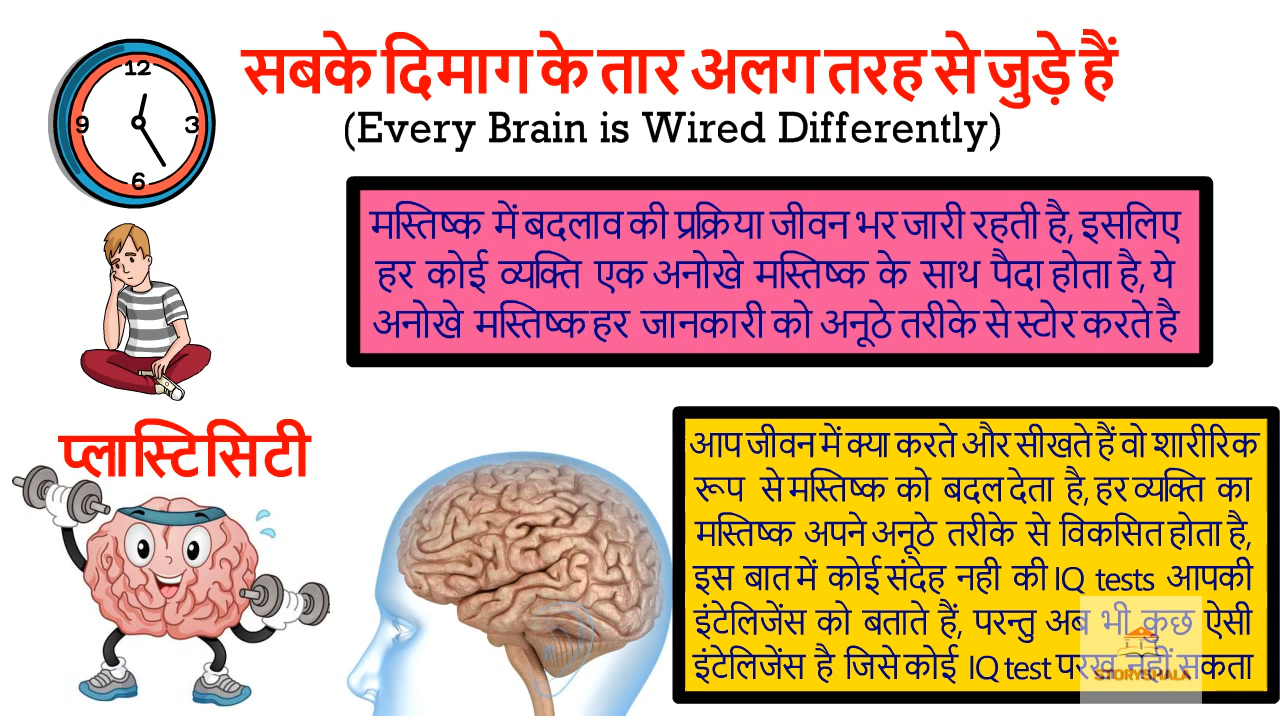 सबके दिमाग के तार अलग तरह से जुड़े हैं
(Every Brain is Wired Differently)
12
9
3
6
मस्तिष्क में बदलाव की प्रक्रिया जीवन भर जारी रहती है, इसलिए
हर कोई व्यक्ति एक अनोखे मस्तिष्क के साथ पैदा होता है, ये
अनोखे मस्तिष्क हर जानकारी को अनूठे तरीके से स्टोर करते है
प्लास्टिसिटी
आप जीवन में क्या करते और सीखते हैं वो शारीरिक
रूप से मस्तिष्क को बदल देता है, हर व्यक्ति का
मस्तिष्क अपने अनूठे तरीके से विकसित होता है,
इस बात में कोई संदेह नही की IQ tests आपकी
इंटेलिजेंस को बताते हैं, परन्तु अब भी कुछ ऐसी
इंटेलिजेंस है जिसे कोई IQ test परख नहीं सकता
STORYSHALA